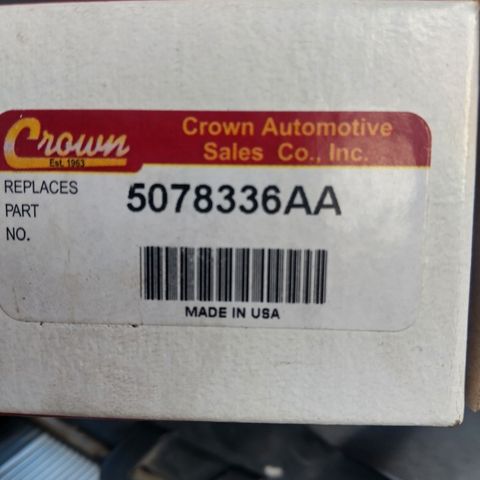 Crown
Est. 1963
Crown Automotive
Sales Co., Inc.
REPLACES
PART
NO.
5078336AA
MADE IN USA